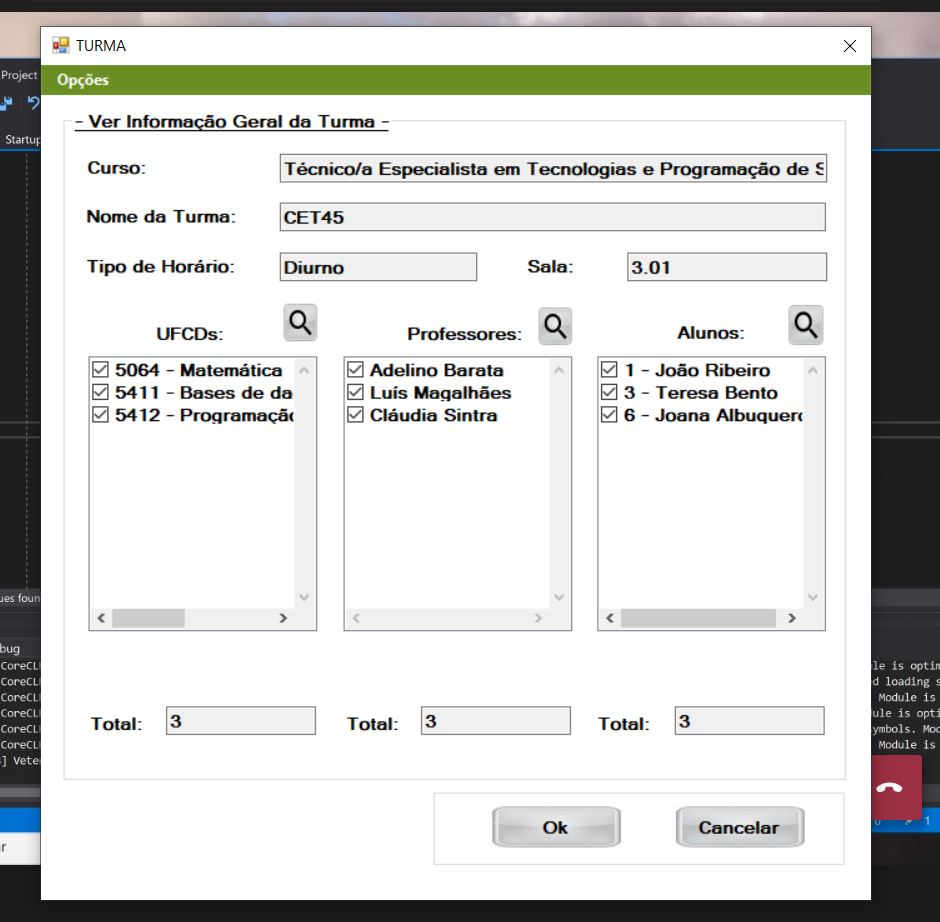 TURMA
Project
Opções
Startup
- Ver Informação Geral da Turma -
Curso: Técnico/a Especialista em Tecnologias e Programação de S
Nome da Turma: CET45
Tipo de Horário: Diurno Sala: 3.01
UFCDs: Professores: Alunos:
5064 - Matemática Adelino Barata 1 - João Ribeiro
5411 - Bases de da Luís Magalhães 3 - Teresa Bento
5412 - Programaçã Cláudia Sintra 6 - Joana Albuquer
ues foun
bug
CoreCL le is optim
CoreCL d loading s
CoreCL Module is
CoreCL ule is opti
CoreCL ymbols. Mod
CoreCL Module is
] Vete
Total: 3 Total: 3 Total: 3
Ok Cancelar
1
r